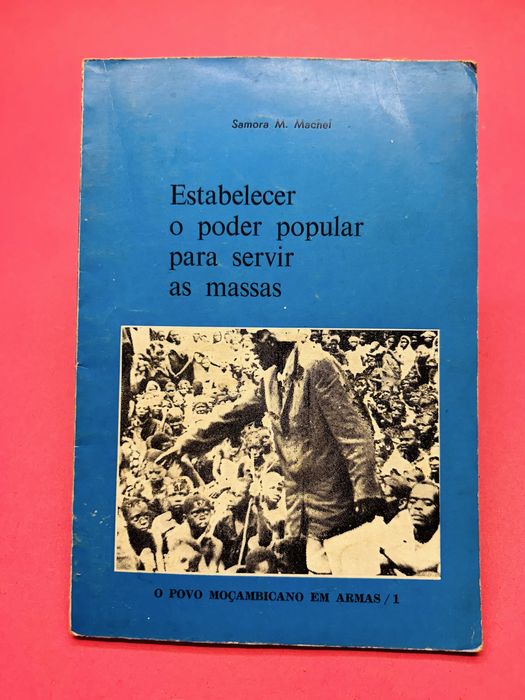 Samora M. Machel
Estabelecer
o poder popular
para servir
as massas
O POVO MOÇAMBICANO EM ARMAS / 1